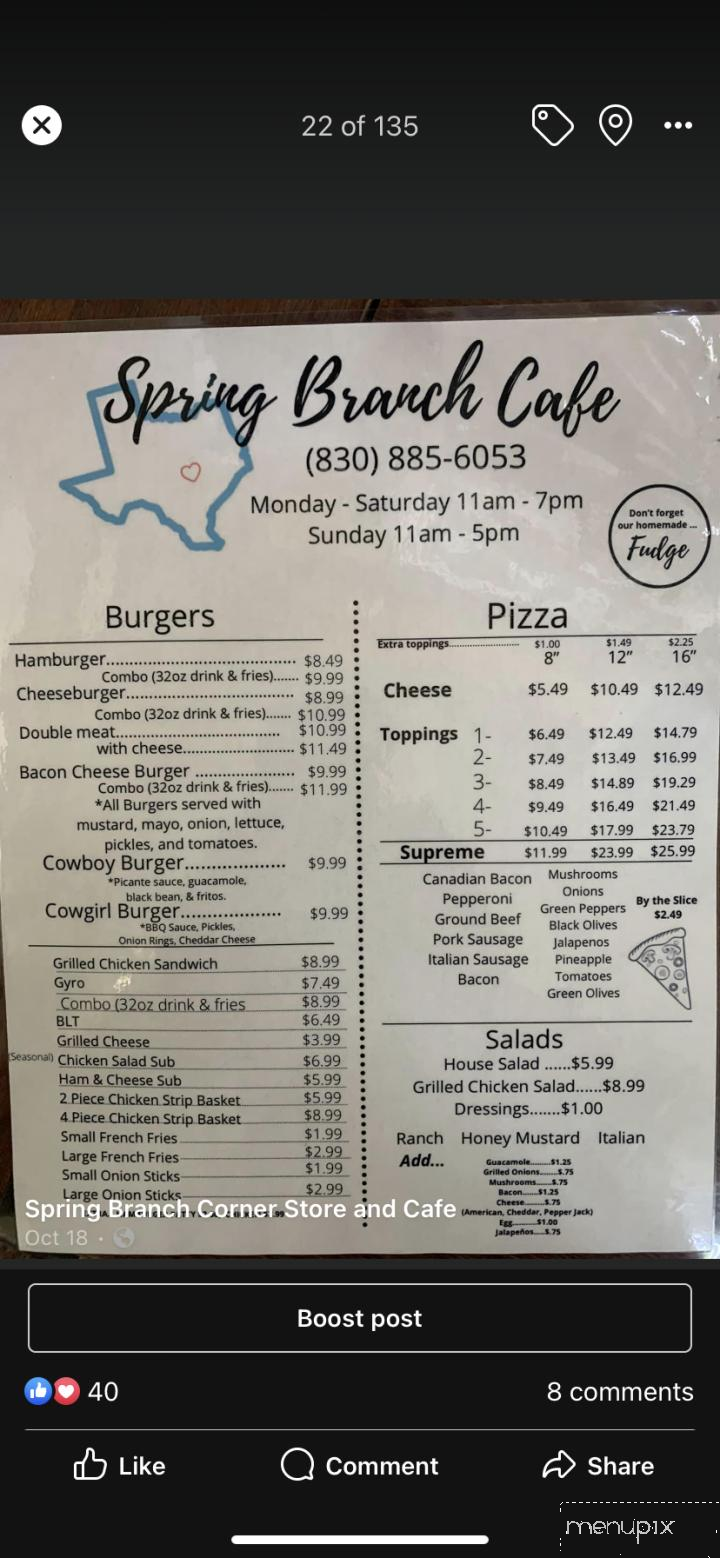 22 of 135
Spring Branch Cafe
(830) 885-6053
Monday - Saturday 11am - 7pm
Sunday 11am - 5pm
Don't forget
our homemade ...
Fudge
Burgers
Hamburger........................................ $8.49
Combo (32oz drink & fries)....... $9.99
Cheeseburger................................... $8.99
Combo (32oz drink & fries)....... $10.99
Double meat.................................. $10.99
with cheese....................... $11.49
Bacon Cheese Burger ..................... $9.99
Combo (32oz drink & fries)....... $11.99
*All Burgers served with
mustard, mayo, onion, lettuce,
pickles, and tomatoes.
Cowboy Burger................... $9.99
*Picante sauce, guacamole,
black bean, & fritos.
Cowgirl Burger................... $9.99
*BBQ Sauce, Pickles,
Onion Rings, Cheddar Cheese
Grilled Chicken Sandwich $8.99
Gyro $7.49
Combo (32oz drink & fries $8.99
BLT $6.49
Grilled Cheese $3.99
(Seasonal) Chicken Salad Sub $6.99
Ham & Cheese Sub $5.99
2 Piece Chicken Strip Basket $5.99
4 Piece Chicken Strip Basket $8.99
Small French Fries $1.99
Large French Fries $2.99
Small Onion Sticks $1.99
Large Onion Sticks $2.99
Pizza
Extra toppings.......................... $1.00 $1.49 $2.25
8" 12" 16"
Cheese $5.49 $10.49 $12.49
Toppings 1- $6.49 $12.49 $14.79
2- $7.49 $13.49 $16.99
3- $8.49 $14.89 $19.29
4- $9.49 $16.49 $21.49
5- $10.49 $17.99 $23.79
Supreme $11.99 $23.99 $25.99
Canadian Bacon
Pepperoni
Ground Beef
Pork Sausage
Italian Sausage
Bacon
Mushrooms
Onions
Green Peppers
Black Olives
Jalapenos
Pineapple
Tomatoes
Green Olives
By the Slice
$2.49
Salads
House Salad ......$5.99
Grilled Chicken Salad......$8.99
Dressings.......$1.00
Ranch Honey Mustard Italian
Add...
Guacamole.........$1.25
Grilled Onions........$.75
Mushrooms.....$.75
Bacon.....$1.25
Cheese.......$.75
(American, Cheddar, Pepper Jack)
Egg.......$1.00
Jalapeños.....$.75
Spring Branch Corner Store and Cafe
Oct 18 ·
Boost post
40
8 comments
Like
Comment
Share
menupix